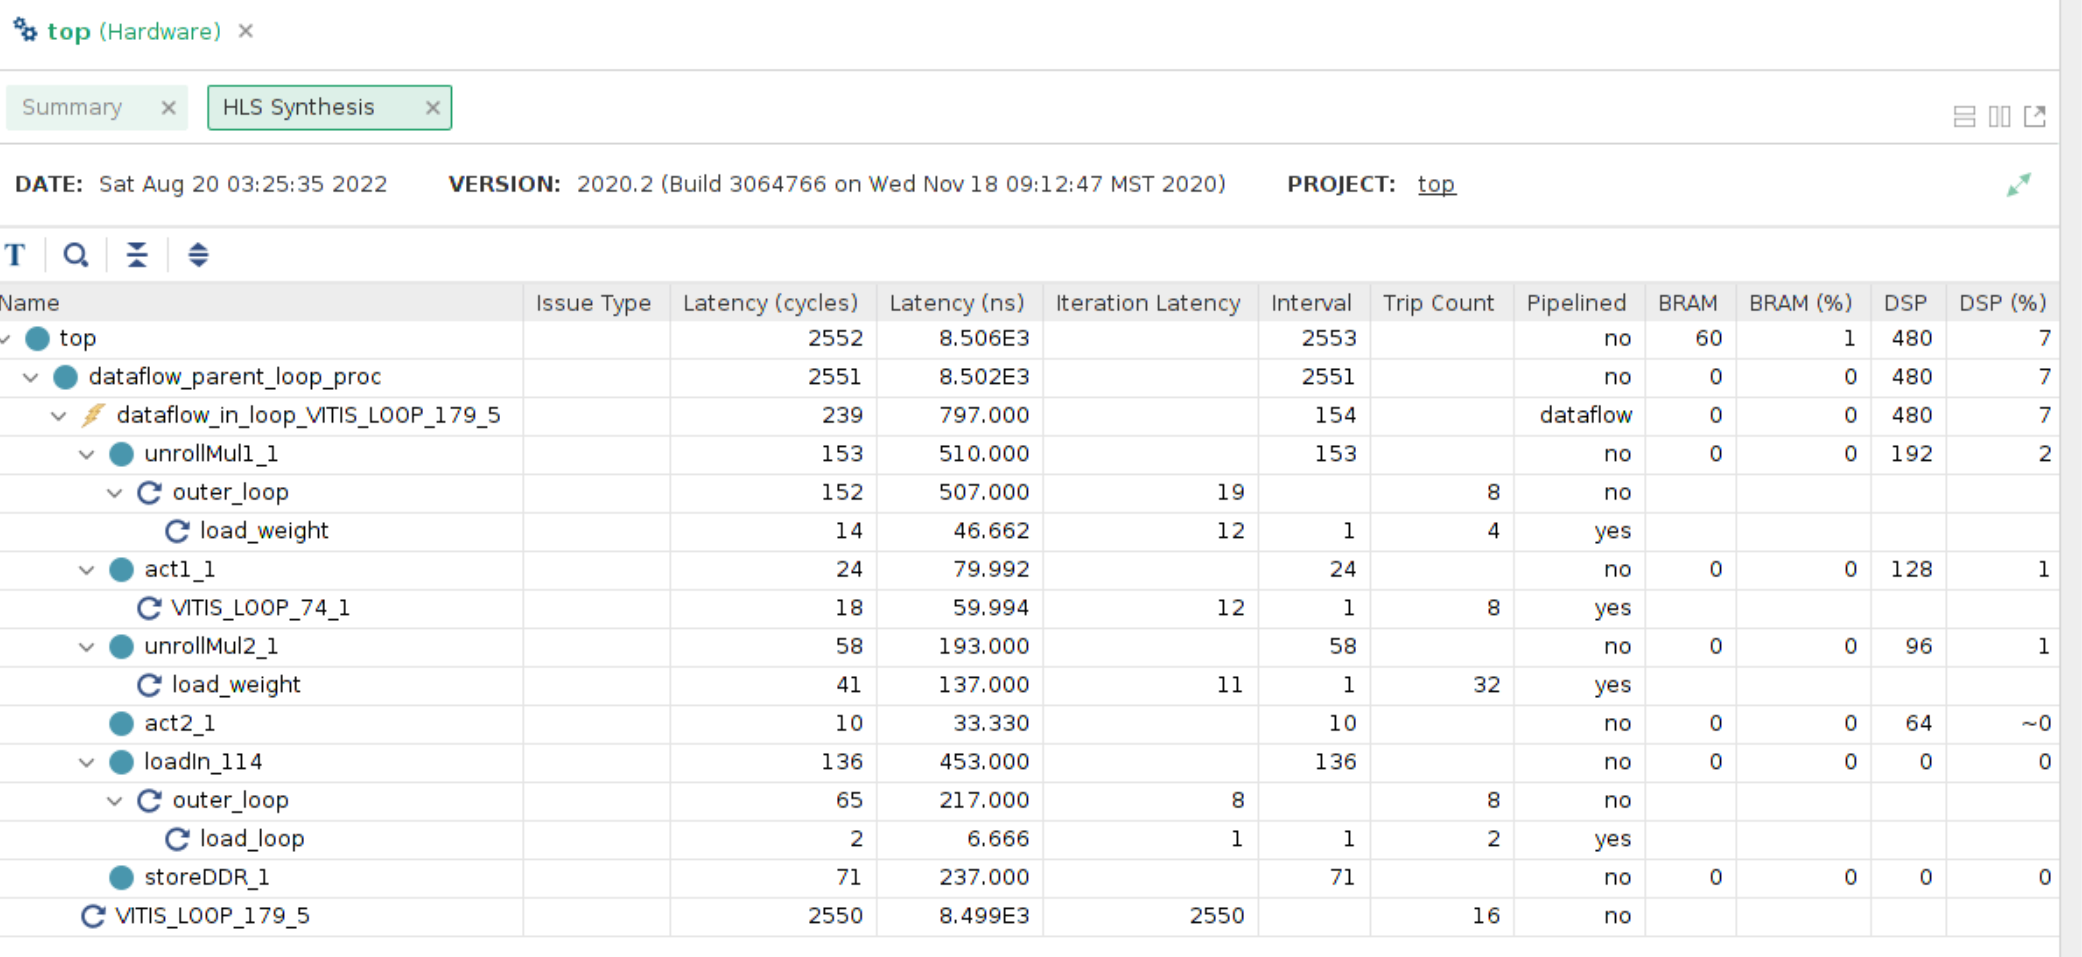 top (Hardware)
Summary HLS Synthesis
DATE: Sat Aug 20 03:25:35 2022 VERSION: 2020.2 (Build 3064766 on Wed Nov 18 09:12:47 MST 2020) PROJECT: top
T
Name Issue Type Latency (cycles) Latency (ns) Iteration Latency Interval Trip Count Pipelined BRAM BRAM (%) DSP DSP (%)
top 2552 8.506E3 2553 no 60 1 480 7
dataflow_parent_loop_proc 2551 8.502E3 2551 no 0 0 480 7
dataflow_in_loop_VITIS_LOOP_179_5 239 797.000 154 dataflow 0 0 480 7
unrollMul1_1 153 510.000 153 no 0 0 192 2
outer_loop 152 507.000 19 8 no
load_weight 14 46.662 12 1 4 yes
act1_1 24 79.992 24 no 0 0 128 1
VITIS_LOOP_74_1 18 59.994 12 1 8 yes
unrollMul2_1 58 193.000 58 no 0 0 96 1
load_weight 41 137.000 11 1 32 yes
act2_1 10 33.330 10 no 0 0 64 ~0
loadIn_114 136 453.000 136 no 0 0 0 0
outer_loop 65 217.000 8 8 no
load_loop 2 6.666 1 1 2 yes
storeDDR_1 71 237.000 71 no 0 0 0 0
VITIS_LOOP_179_5 2550 8.499E3 2550 16 no